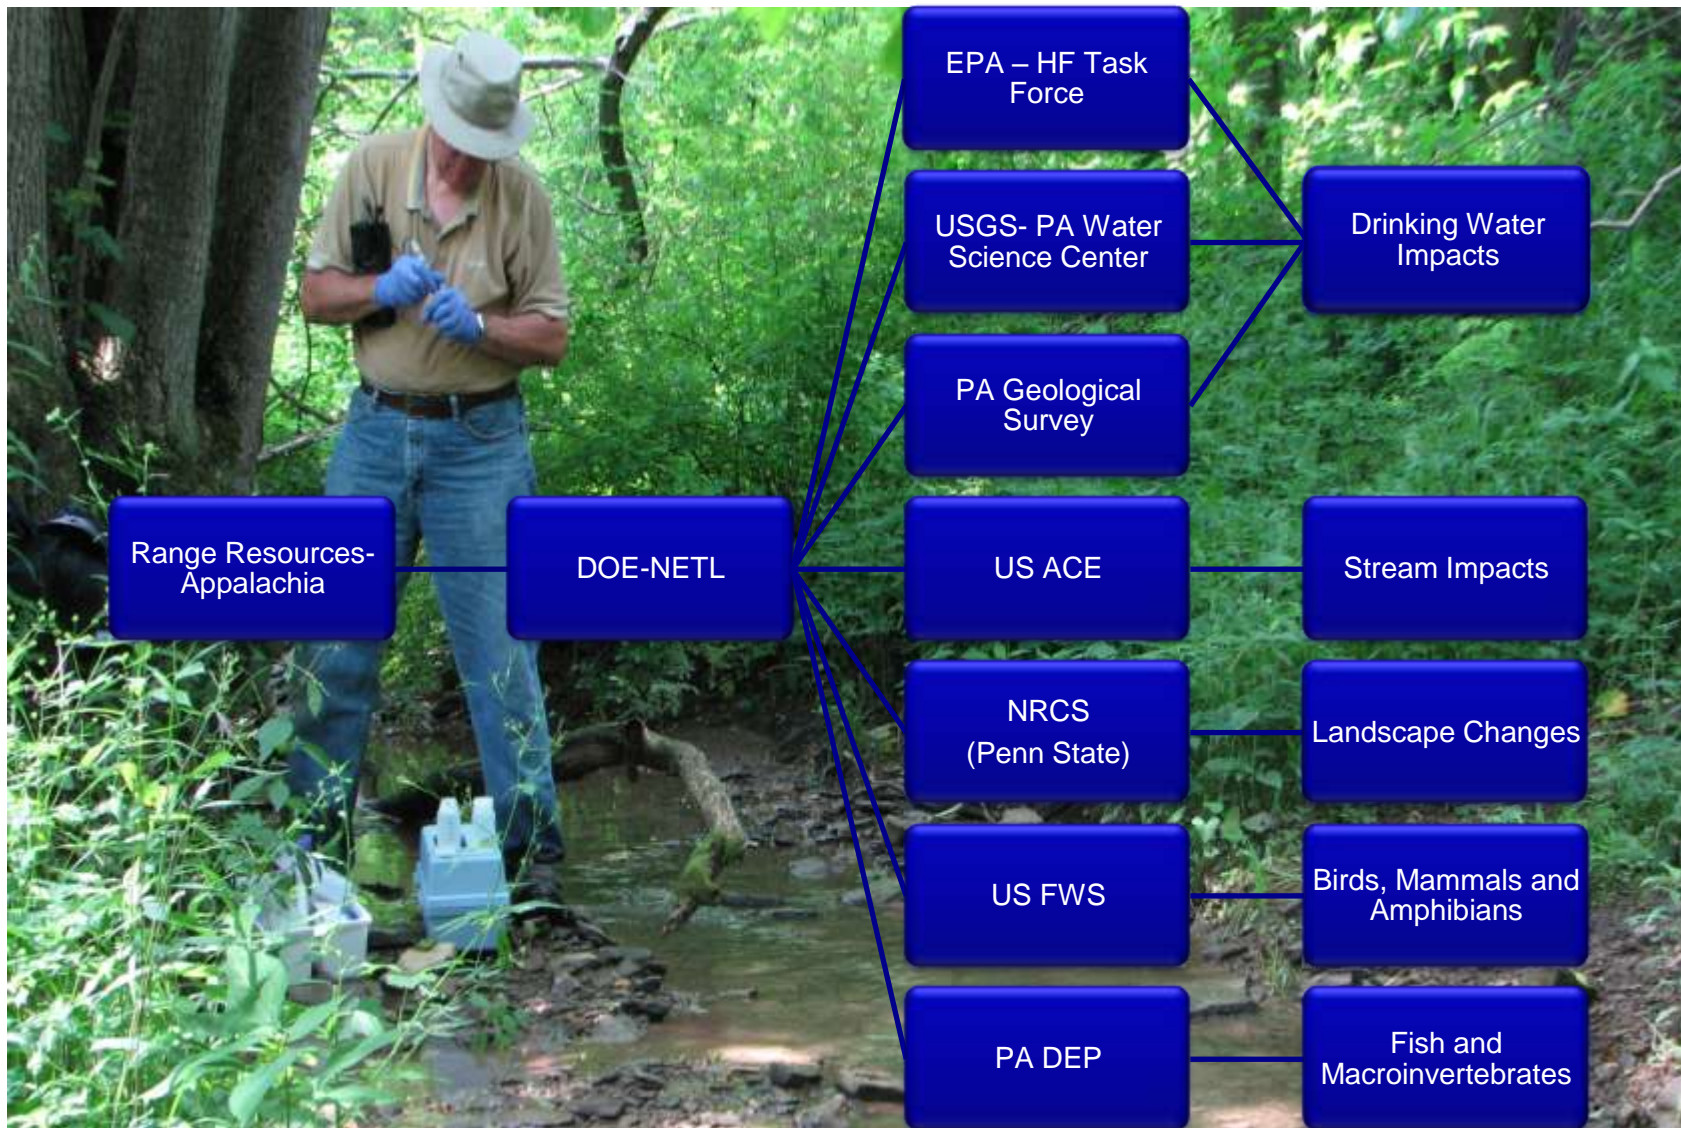 EPA – HF Task
Force
USGS- PA Water
Science Center
Drinking Water
Impacts
PA Geological
Survey
Range Resources-
Appalachia
DOE-NETL
US ACE
Stream Impacts
NRCS
(Penn State)
Landscape Changes
US FWS
Birds, Mammals and
Amphibians
PA DEP
Fish and
Macroinvertebrates